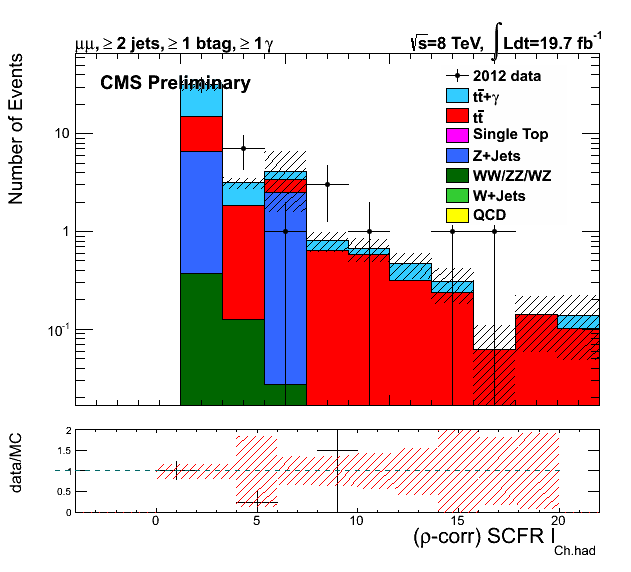 μμ, ≥ 2 jets, ≥ 1 btag, ≥ 1 γ
√s=8 TeV, ∫Ldt=19.7 fb⁻¹
CMS Preliminary
2012 data
tt̄+γ
tt̄
Single Top
Z+Jets
WW/ZZ/WZ
W+Jets
QCD
Number of Events
10
1
10⁻¹
data/MC
2
1.5
1
0.5
0
0 5 10 15 20
(ρ-corr) SCFR I_Ch.had